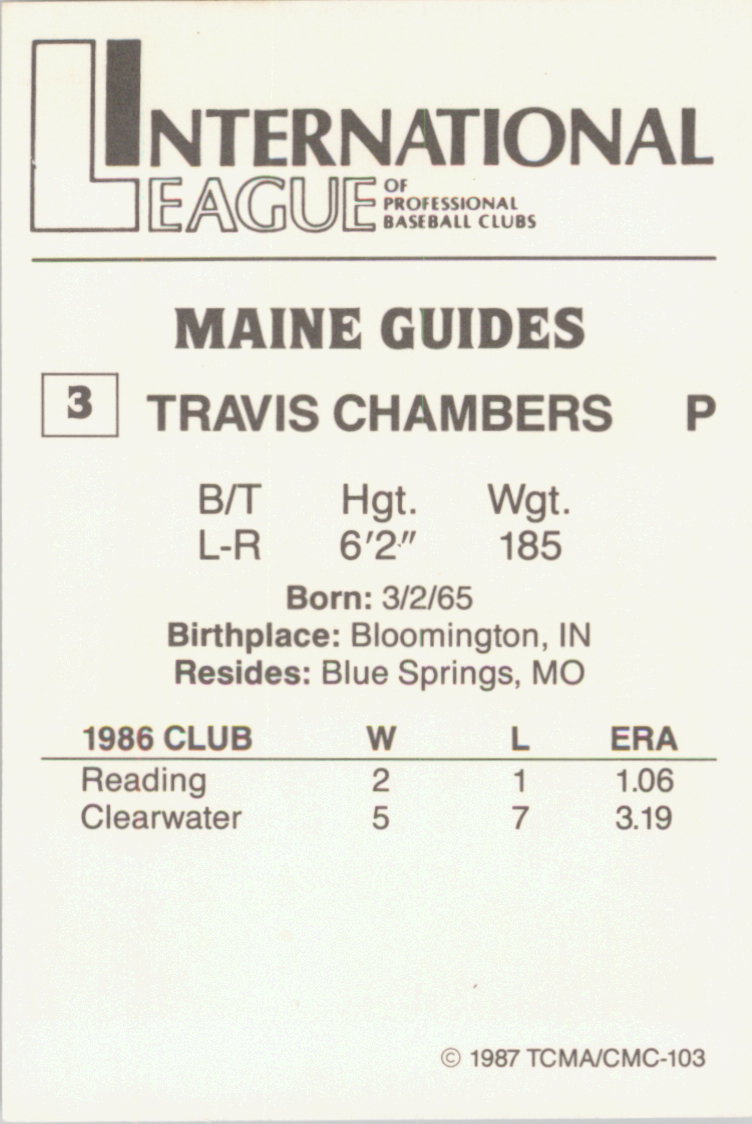 INTERNATIONAL
LEAGUE OF
PROFESSIONAL
BASEBALL CLUBS
MAINE GUIDES
3 TRAVIS CHAMBERS P
B/T Hgt. Wgt.
L-R 6'2" 185
Born: 3/2/65
Birthplace: Bloomington, IN
Resides: Blue Springs, MO
1986 CLUB W L ERA
Reading 2 1 1.06
Clearwater 5 7 3.19
© 1987 TCMA/CMC-103